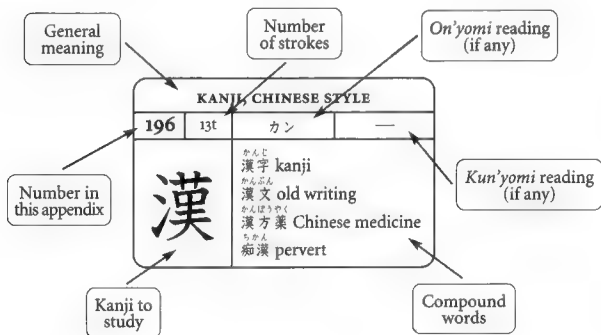 General
meaning
Number
of strokes
On'yomi reading
(if any)
KANJI, CHINESE STYLE
196 13t カン —
Number in
this appendix
漢
かんじ
漢字 kanji
かんぶん
漢文 old writing
かんぽうやく
漢方薬 Chinese medicine
ちかん
痴漢 pervert
Kun'yomi reading
(if any)
Kanji to
study
Compound
words